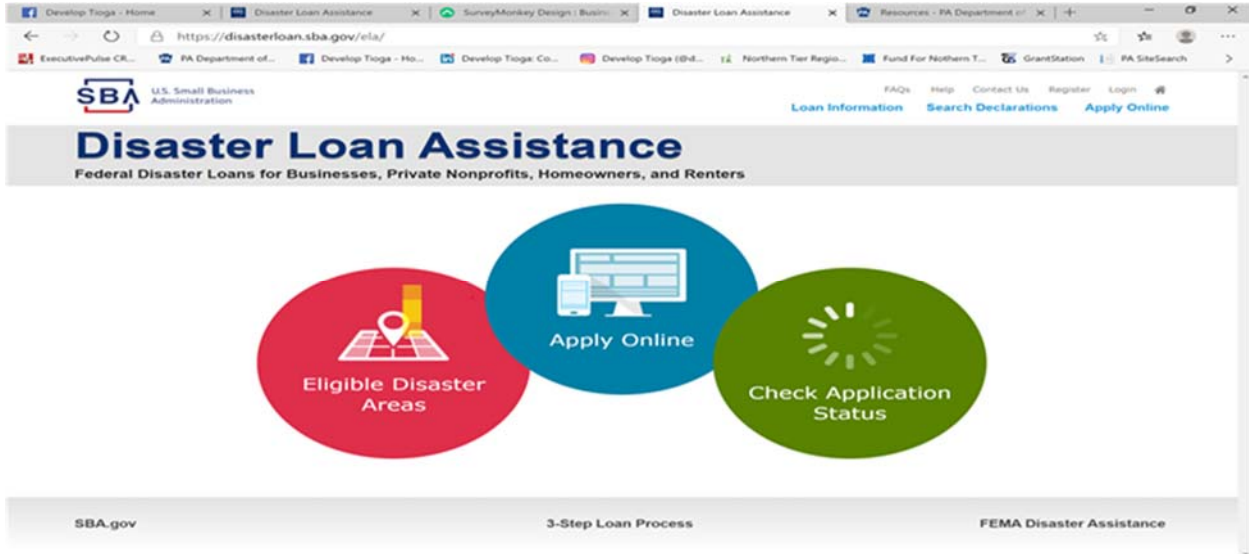 Develop Tioga - Home
Disaster Loan Assistance
SurveyMonkey Design : Busin
Disaster Loan Assistance
Resources - PA Department of
https://disasterloan.sba.gov/ela/
ExecutivePulse CR...
PA Department of...
Develop Tioga - Ho...
Develop Tioga: Co...
Develop Tioga (@d...
Northern Tier Regio...
Fund For Nothern T...
GrantStation
PA SiteSearch
SBA
U.S. Small Business
Administration
FAQs Help Contact Us Register Login
Loan Information Search Declarations Apply Online
Disaster Loan Assistance
Federal Disaster Loans for Businesses, Private Nonprofits, Homeowners, and Renters
Eligible Disaster
Areas
Apply Online
Check Application
Status
SBA.gov
3-Step Loan Process
FEMA Disaster Assistance